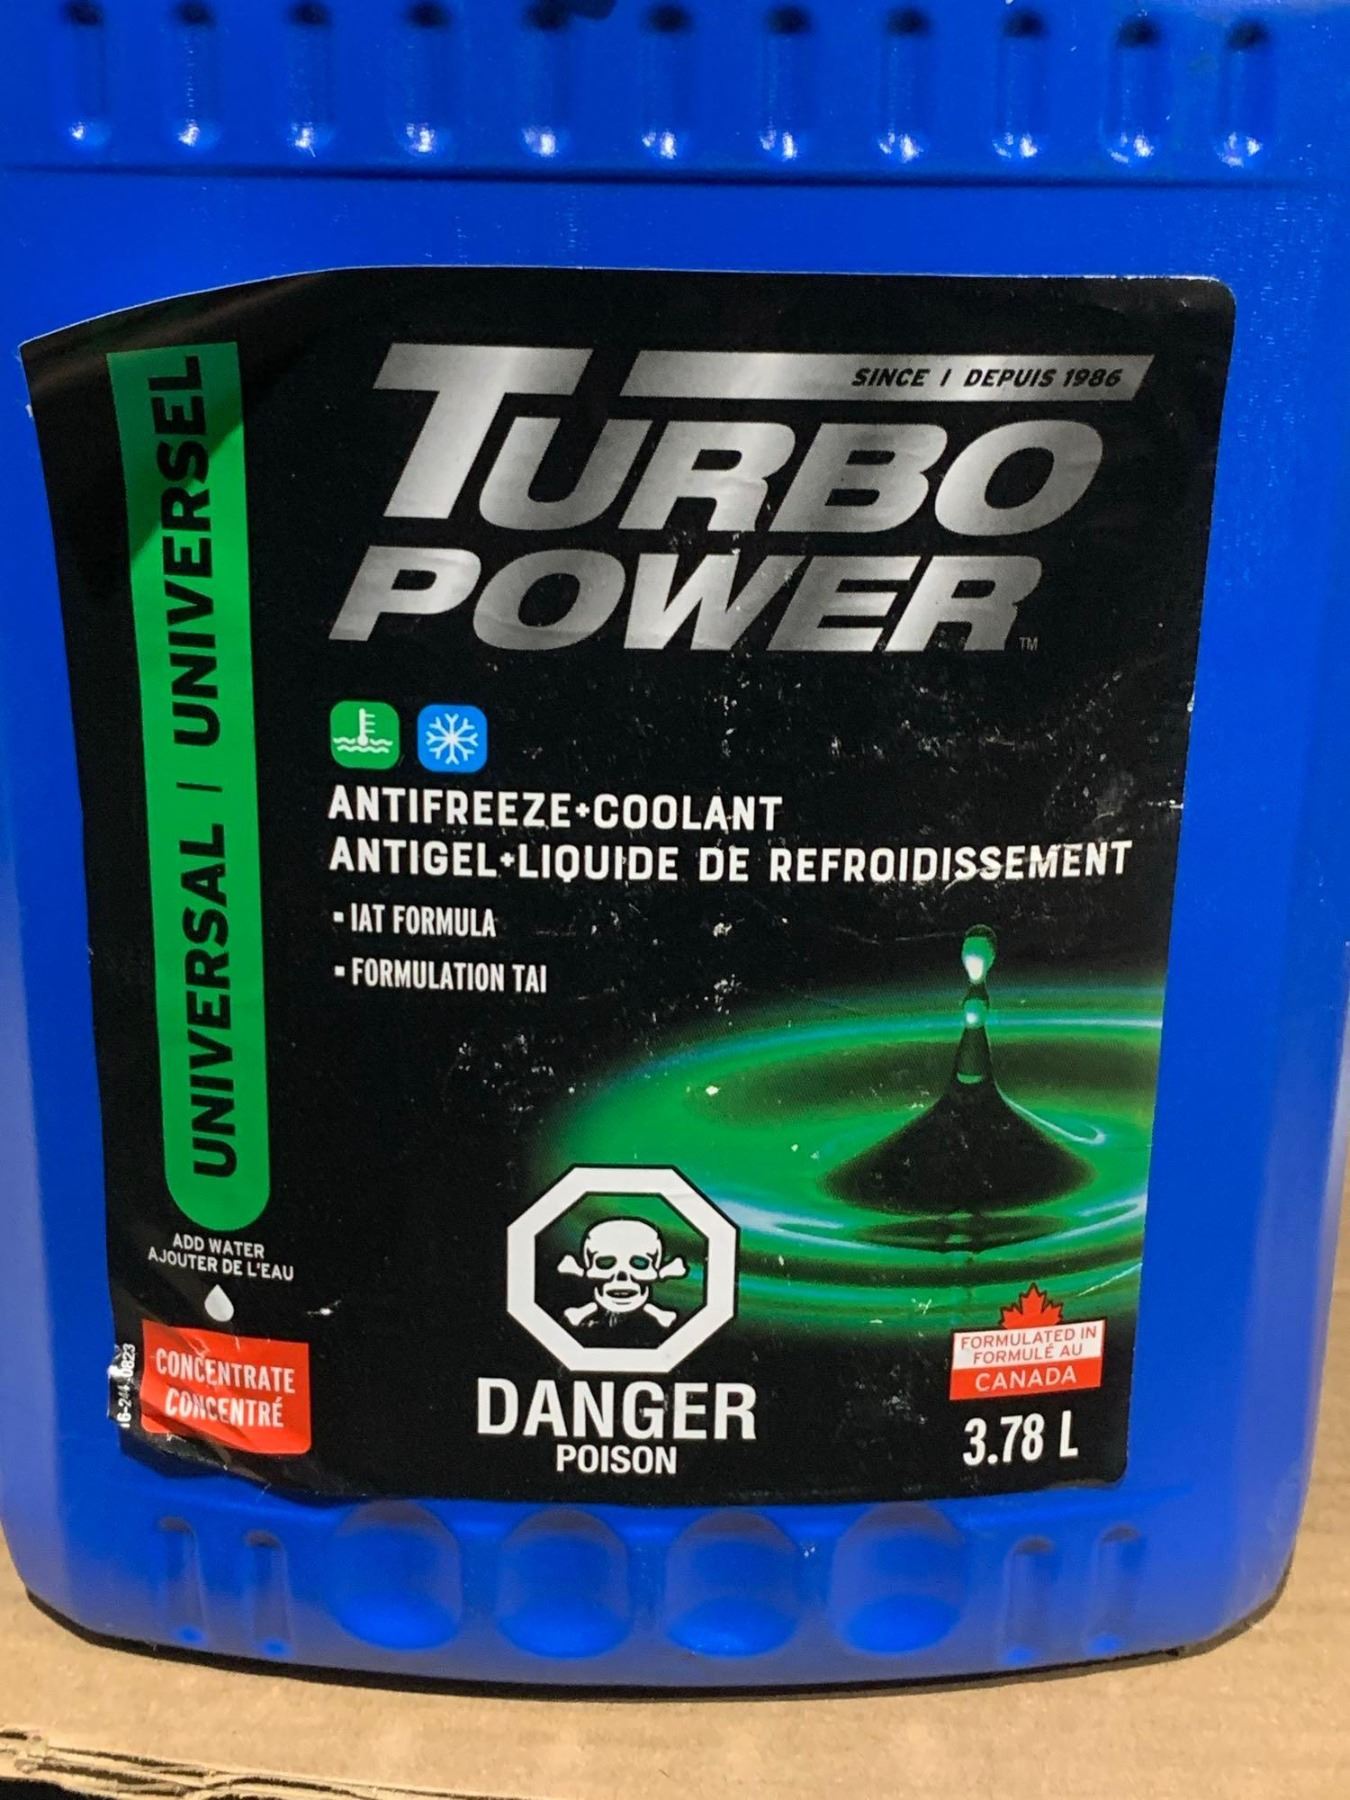 SINCE | DEPUIS 1986
TURBO
POWER
TM
UNIVERSAL | UNIVERSEL
ANTIFREEZE+COOLANT
ANTIGEL+LIQUIDE DE REFROIDISSEMENT
▪ IAT FORMULA
▪ FORMULATION TAI
ADD WATER
AJOUTER DE L'EAU
CONCENTRATE
CONCENTRÉ
DANGER
POISON
FORMULATED IN
FORMULÉ AU
CANADA
3.78 L